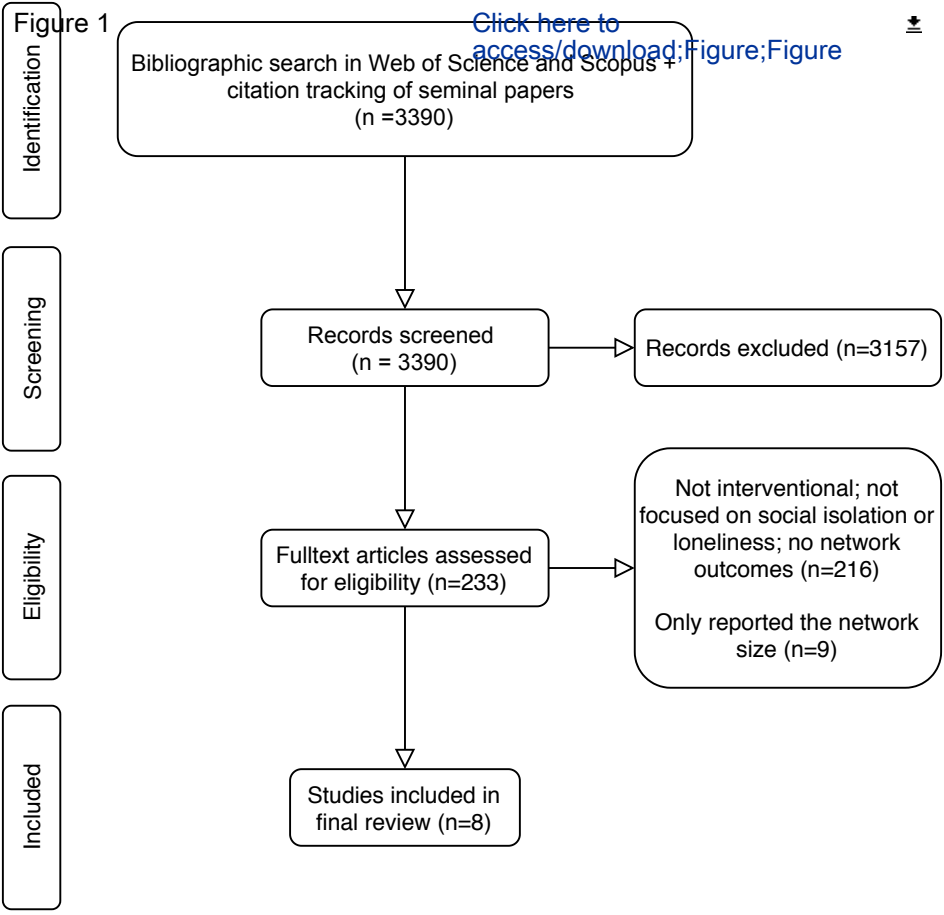 Figure 1
Click here to
access/download;Figure;Figure
Identification
Bibliographic search in Web of Science and Scopus +
citation tracking of seminal papers
(n =3390)
Screening
Records screened
(n = 3390)
Records excluded (n=3157)
Eligibility
Fulltext articles assessed
for eligibility (n=233)
Not interventional; not
focused on social isolation or
loneliness; no network
outcomes (n=216)
Only reported the network
size (n=9)
Included
Studies included in
final review (n=8)